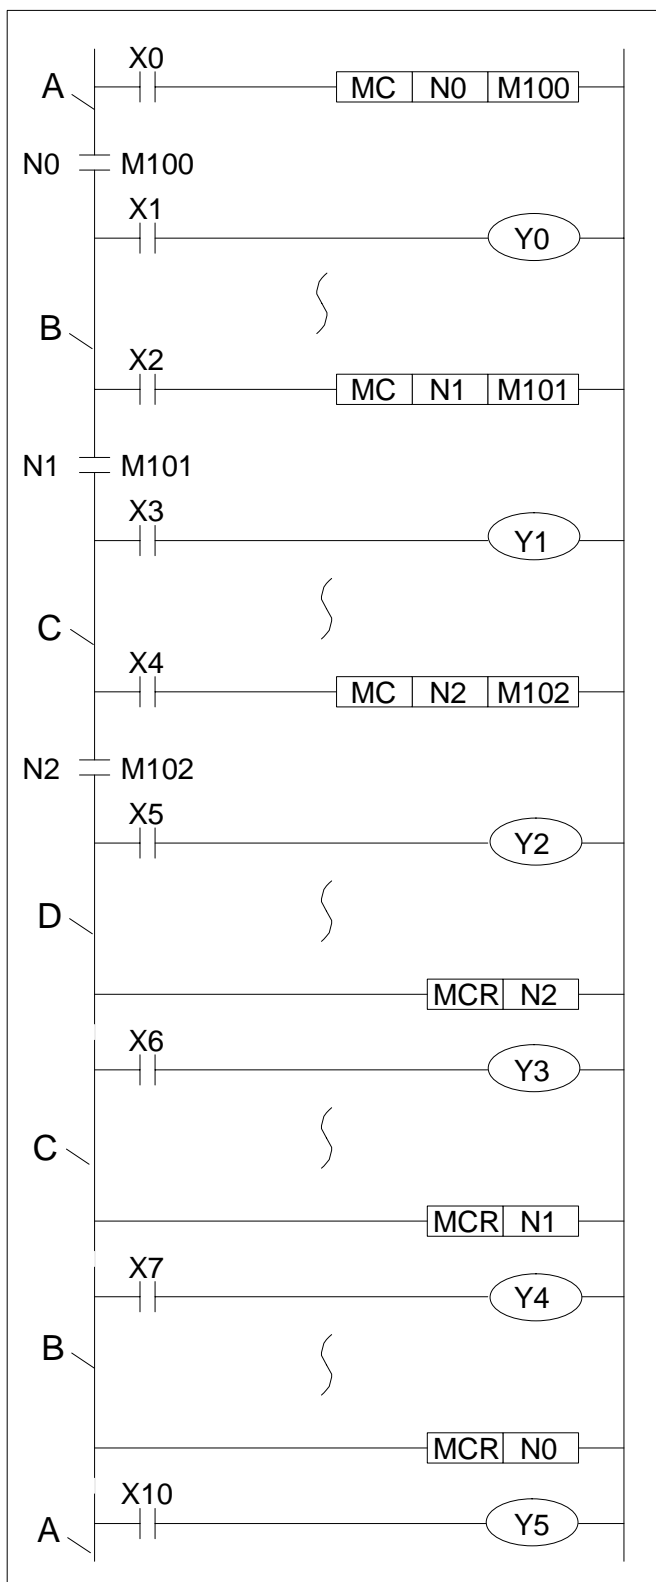 X0
A
MC N0 M100
N0 M100
X1
Y0
B
X2
MC N1 M101
N1 M101
X3
Y1
C
X4
MC N2 M102
N2 M102
X5
Y2
D
MCR N2
X6
Y3
C
MCR N1
X7
Y4
B
MCR N0
X10
Y5
A